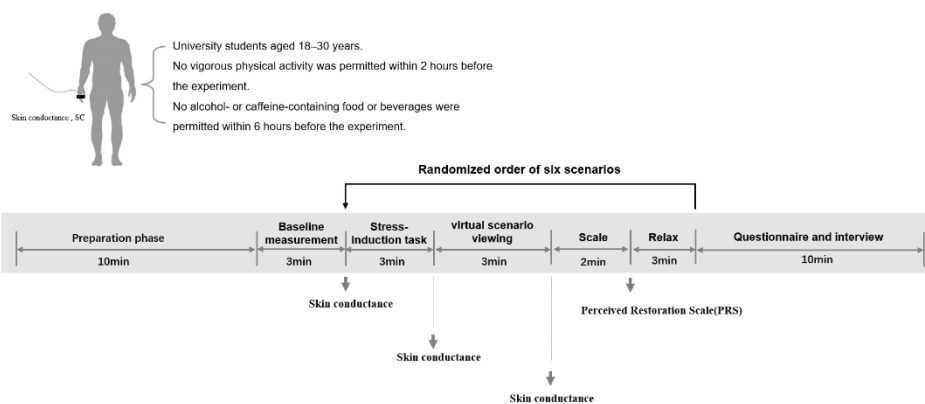 University students aged 18–30 years.
No vigorous physical activity was permitted within 2 hours before
the experiment.
No alcohol- or caffeine-containing food or beverages were
permitted within 6 hours before the experiment.
Skin conductance , SC
Randomized order of six scenarios
Preparation phase
10min
Baseline
measurement
3min
Stress-
induction task
3min
virtual scenario
viewing
3min
Scale
2min
Relax
3min
Questionnaire and interview
10min
Skin conductance
Perceived Restoration Scale(PRS)
Skin conductance
Skin conductance